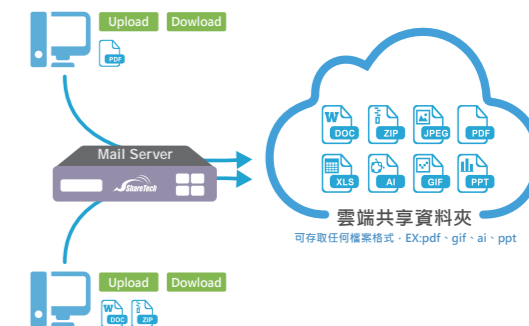 Upload Dowload
PDF
Mail Server
ShareTech
W DOC ZIP JPEG PDF
XLS AI GIF PPT
雲端共享資料夾
可存取任何檔案格式，EX:pdf、gif、ai、ppt
Upload Dowload
W DOC ZIP